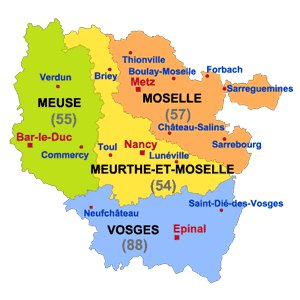 Thionville
Verdun
Briey
Boulay-Moselle
Forbach
Metz
Sarreguemines
MEUSE
(55)
MOSELLE
(57)
Château-Salins
Bar-le-Duc
Nancy
Sarrebourg
Commercy
Toul
Lunéville
MEURTHE-ET-MOSELLE
(54)
Saint-Dié-des-Vosges
Neufchâteau
VOSGES
(88)
Epínal